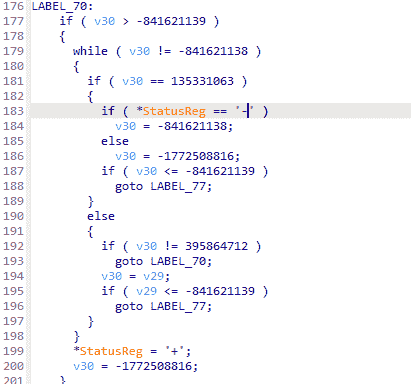 176 LABEL_70:
177 if ( v30 > -841621139 )
178 {
179 while ( v30 != -841621138 )
180 {
181 if ( v30 == 135331063 )
182 {
183 if ( *StatusReg == '-' )
184 v30 = -841621138;
185 else
186 v30 = -1772508816;
187 if ( v30 <= -841621139 )
188 goto LABEL_77;
189 }
190 else
191 {
192 if ( v30 != 395864712 )
193 goto LABEL_70;
194 v30 = v29;
195 if ( v29 <= -841621139 )
196 goto LABEL_77;
197 }
198 }
199 *StatusReg = '+';
200 v30 = -1772508816;
201 }